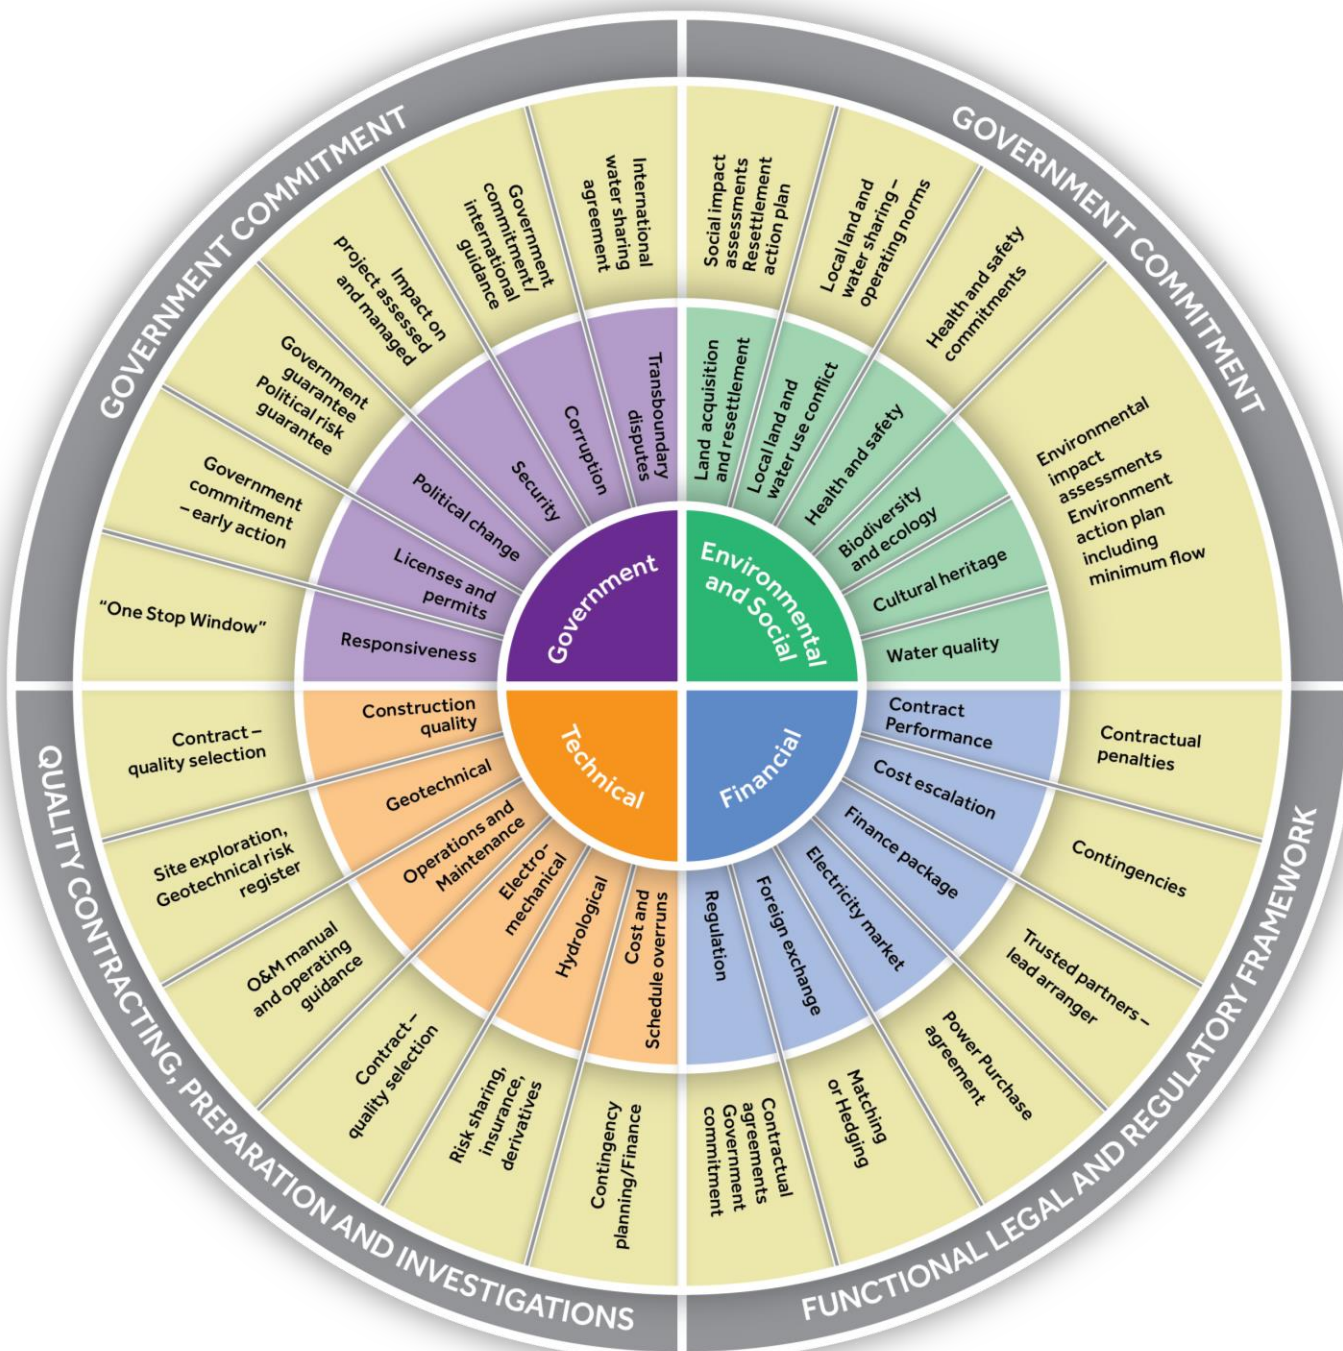 GOVERNMENT COMMITMENT
GOVERNMENT COMMITMENT
QUALITY CONTRACTING, PREPARATION AND INVESTIGATIONS
FUNCTIONAL LEGAL AND REGULATORY FRAMEWORK
Government
"One Stop Window"
Responsiveness
Government
commitment
– early action
Licenses and
permits
Government
guarantee
Political risk
guarantee
Political change
Impact on
project assessed
and managed
Security
Government
commitment/
international
guidance
Corruption
International
water sharing
agreement
Transboundary
disputes
Environmental
and Social
Social impact
assessments
Resettlement
action plan
Land acquisition
and resettlement
Local land and
water sharing –
operating norms
Local land and
water use conflict
Health and safety
commitments
Health and safety
Environmental
impact
assessments
Environment
action plan
including
minimum flow
Biodiversity
and ecology
Cultural heritage
Water quality
Financial
Contract
Performance
Contractual
penalties
Cost escalation
Contingencies
Finance package
Trusted partners –
lead arranger
Electricity market
Power Purchase
agreement
Foreign exchange
Matching
or Hedging
Regulation
Contractual
agreements
Government
commitment
Technical
Cost and
Schedule overruns
Contingency
planning/Finance
Hydrological
Risk sharing,
insurance,
derivatives
Electro-
mechanical
Contract –
quality selection
Operations and
Maintenance
O&M manual
and operating
guidance
Geotechnical
Site exploration,
Geotechnical risk
register
Construction
quality
Contract –
quality selection